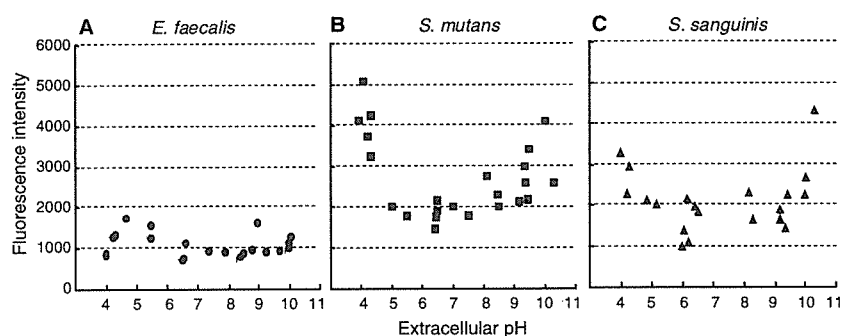 A E. faecalis
B S. mutans
C S. sanguinis
Fluorescence intensity
6000
5000
4000
3000
2000
1000
0
4 5 6 7 8 9 10 11
4 5 6 7 8 9 10 11
4 5 6 7 8 9 10 11
Extracellular pH